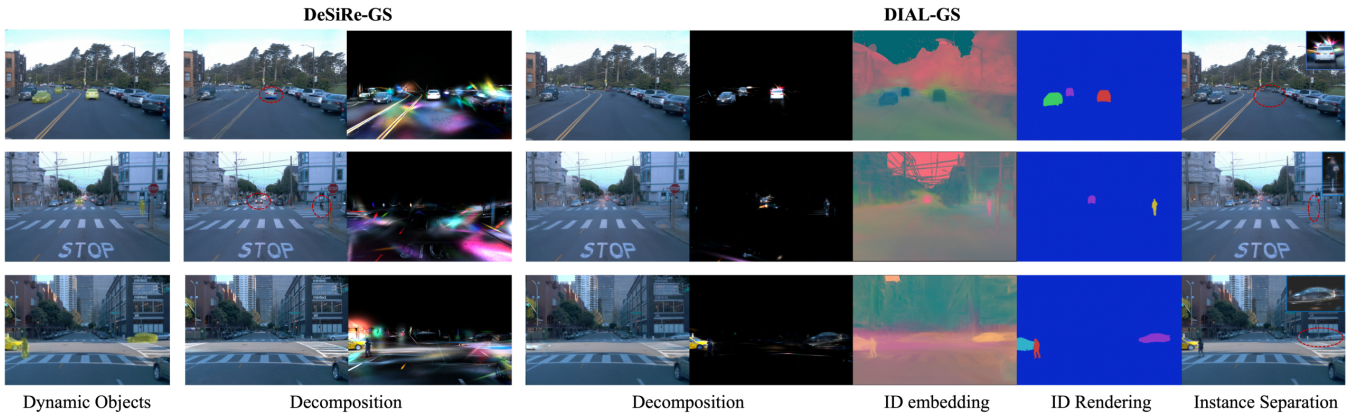 DeSiRe-GS
DIAL-GS
STOP
STOP
STOP
STOP
Dynamic Objects
Decomposition
Decomposition
ID embedding
ID Rendering
Instance Separation